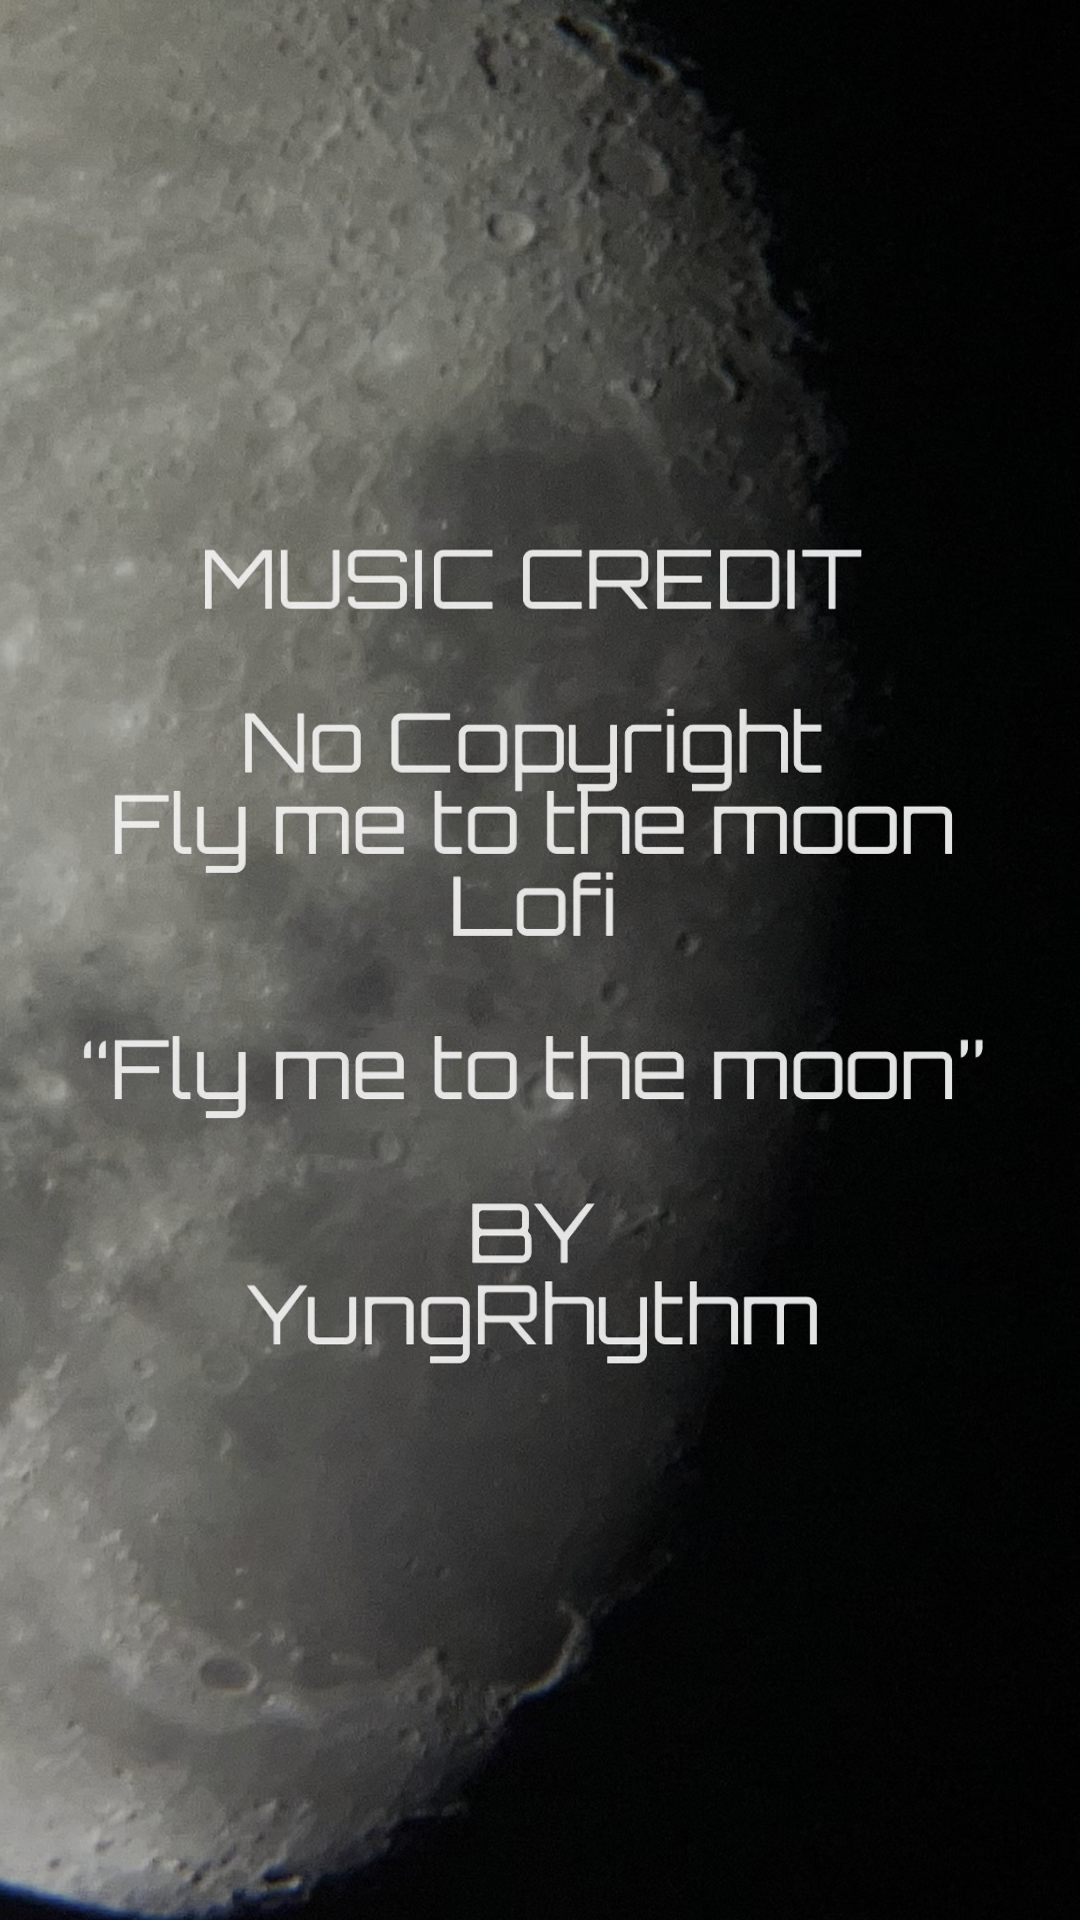 MUSIC CREDIT
No Copyright
Fly me to the moon
Lofi
“Fly me to the moon”
BY
YungRhythm